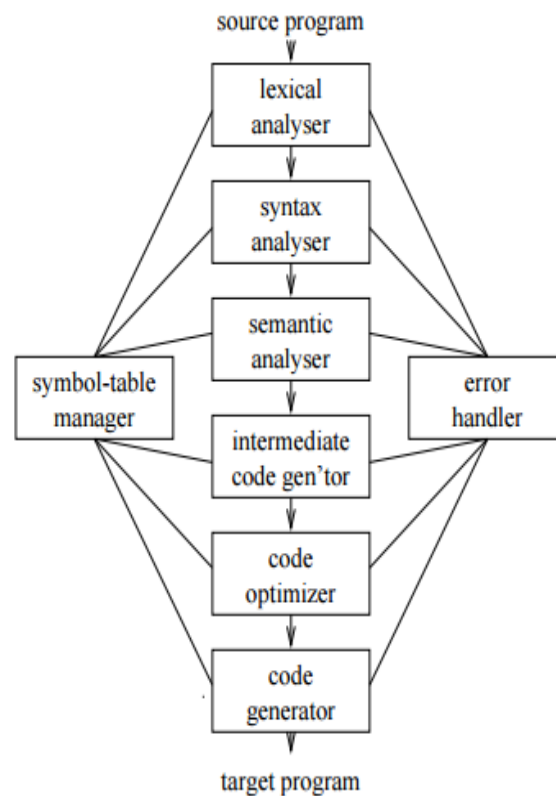 source program
lexical
analyser
syntax
analyser
semantic
analyser
symbol-table
manager
error
handler
intermediate
code gen'tor
code
optimizer
code
generator
target program